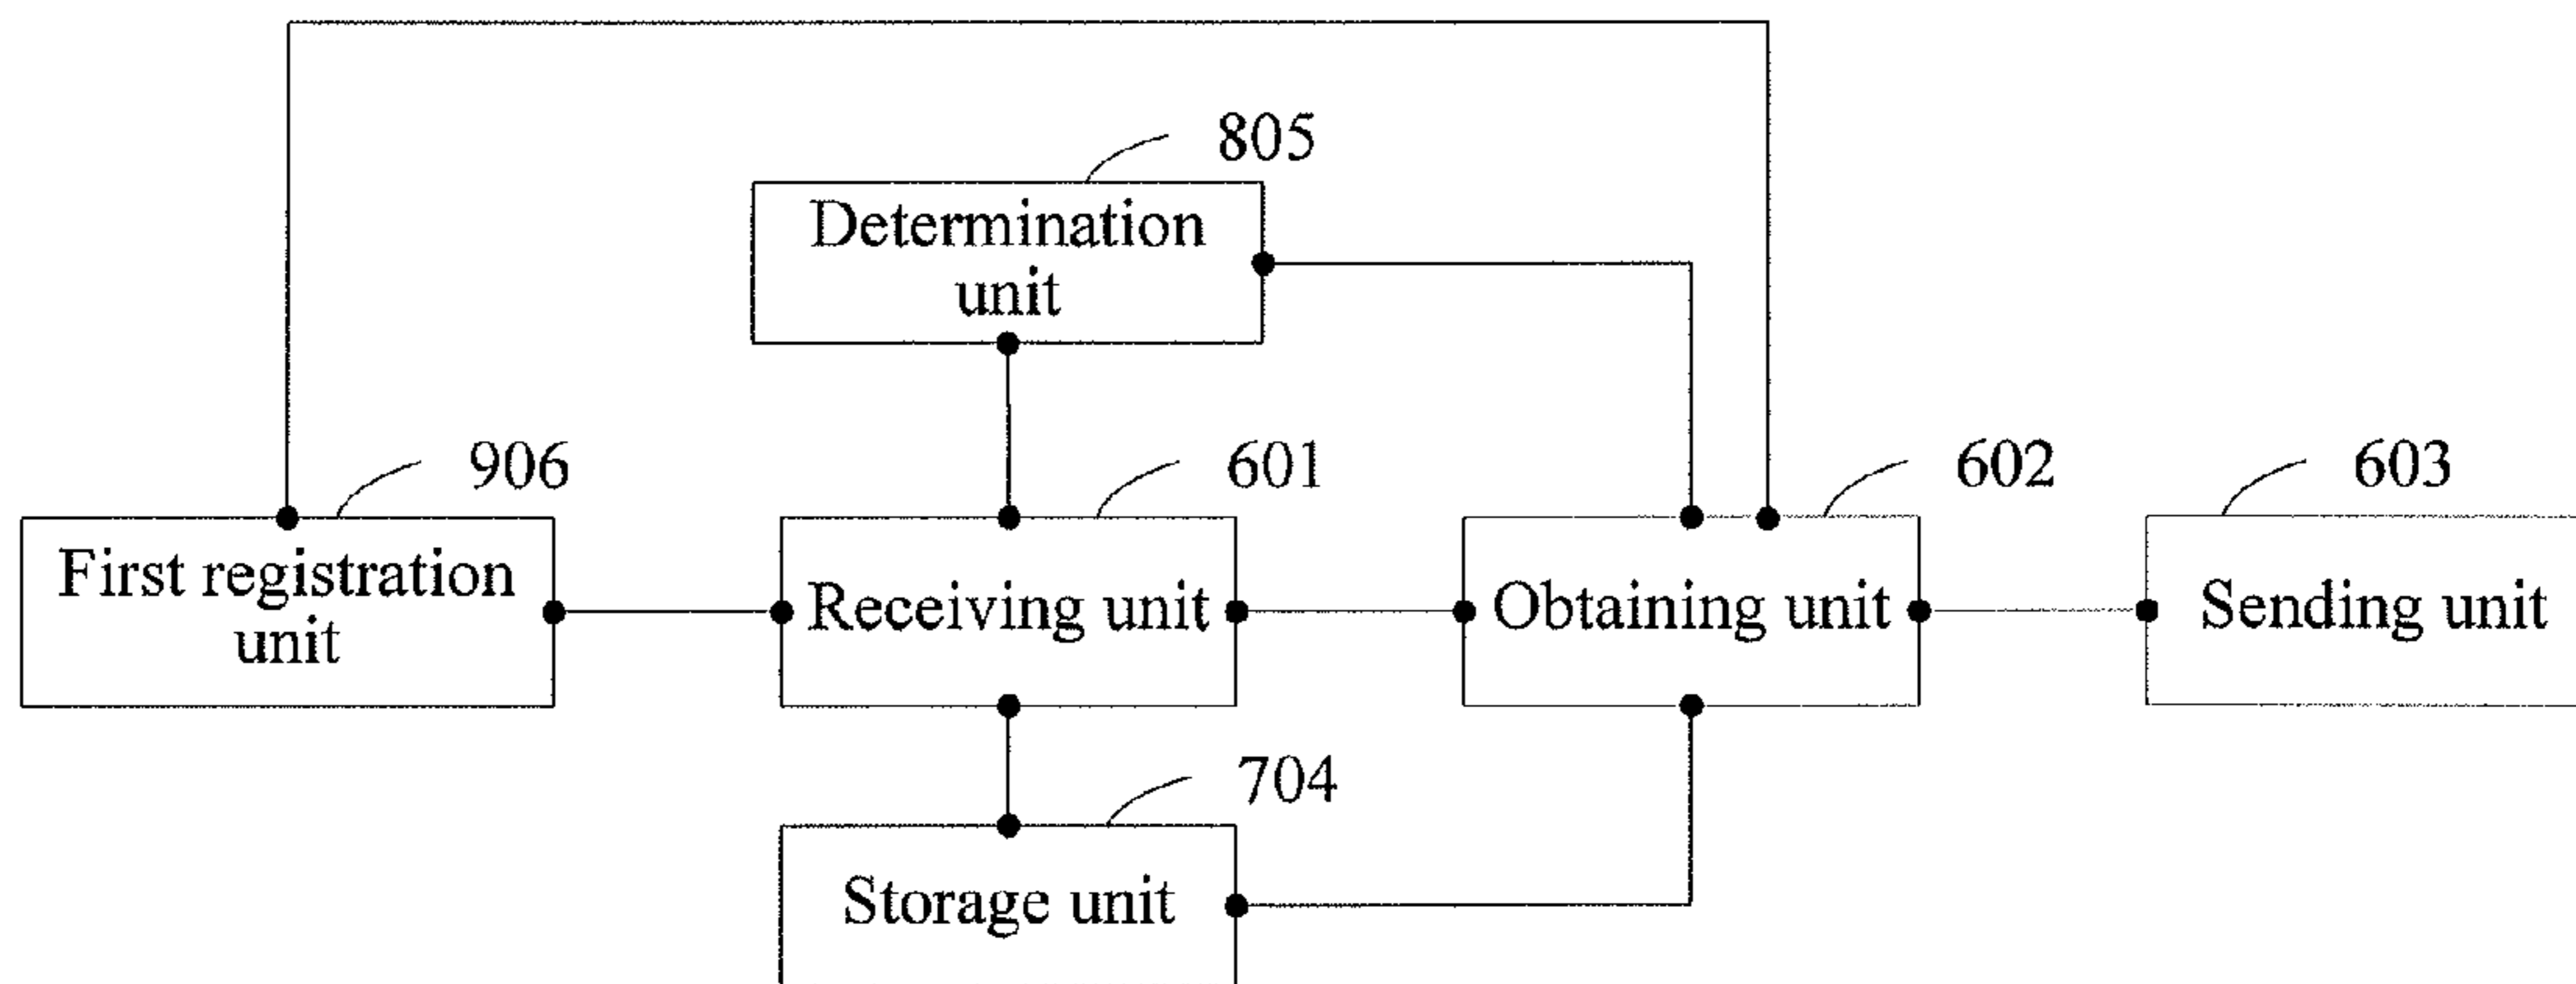 805
Determination
unit
906
601
602
603
First registration
unit
Receiving unit
Obtaining unit
Sending unit
704
Storage unit